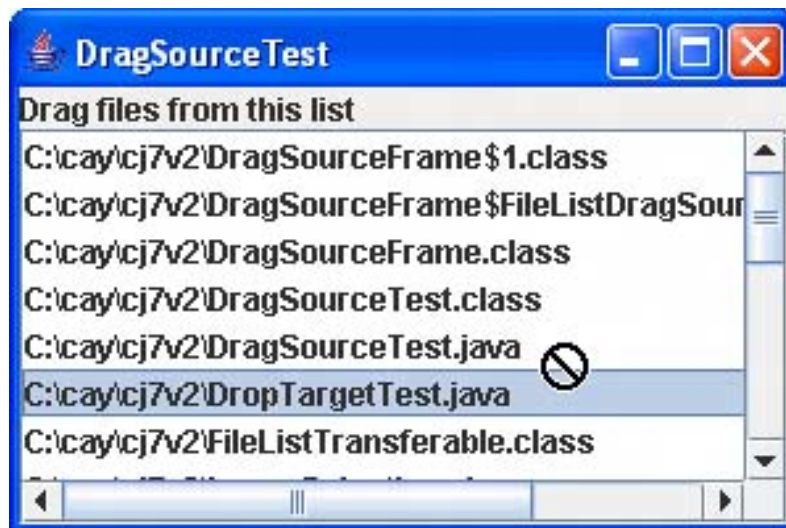 DragSourceTest
Drag files from this list
C:\cay\cj7v2\DragSourceFrame$1.class
C:\cay\cj7v2\DragSourceFrame$FileListDragSour
C:\cay\cj7v2\DragSourceFrame.class
C:\cay\cj7v2\DragSourceTest.class
C:\cay\cj7v2\DragSourceTest.java
C:\cay\cj7v2\DropTargetTest.java
C:\cay\cj7v2\FileListTransferable.class